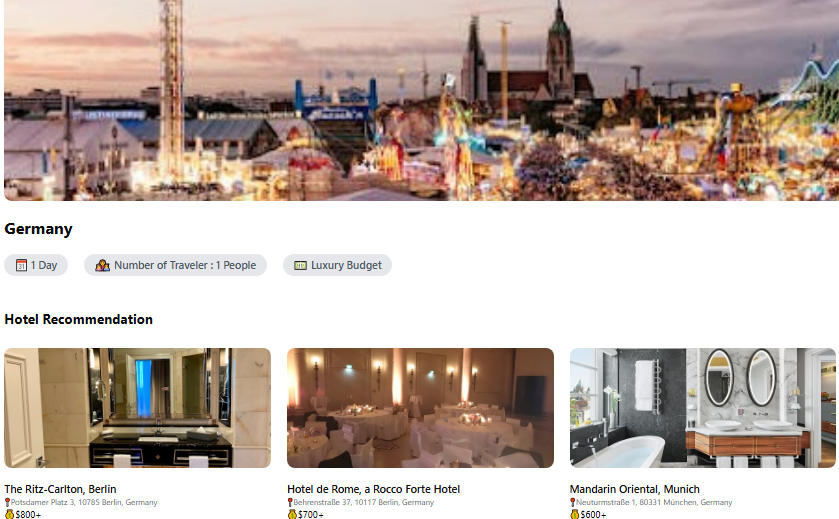 Germany
1 Day
Number of Traveler : 1 People
Luxury Budget
Hotel Recommendation
The Ritz-Carlton, Berlin
Potsdamer Platz 3, 10785 Berlin, Germany
$800+
Hotel de Rome, a Rocco Forte Hotel
Behrenstraße 37, 10117 Berlin, Germany
$700+
Mandarin Oriental, Munich
Neuturmstraße 1, 80331 München, Germany
$600+